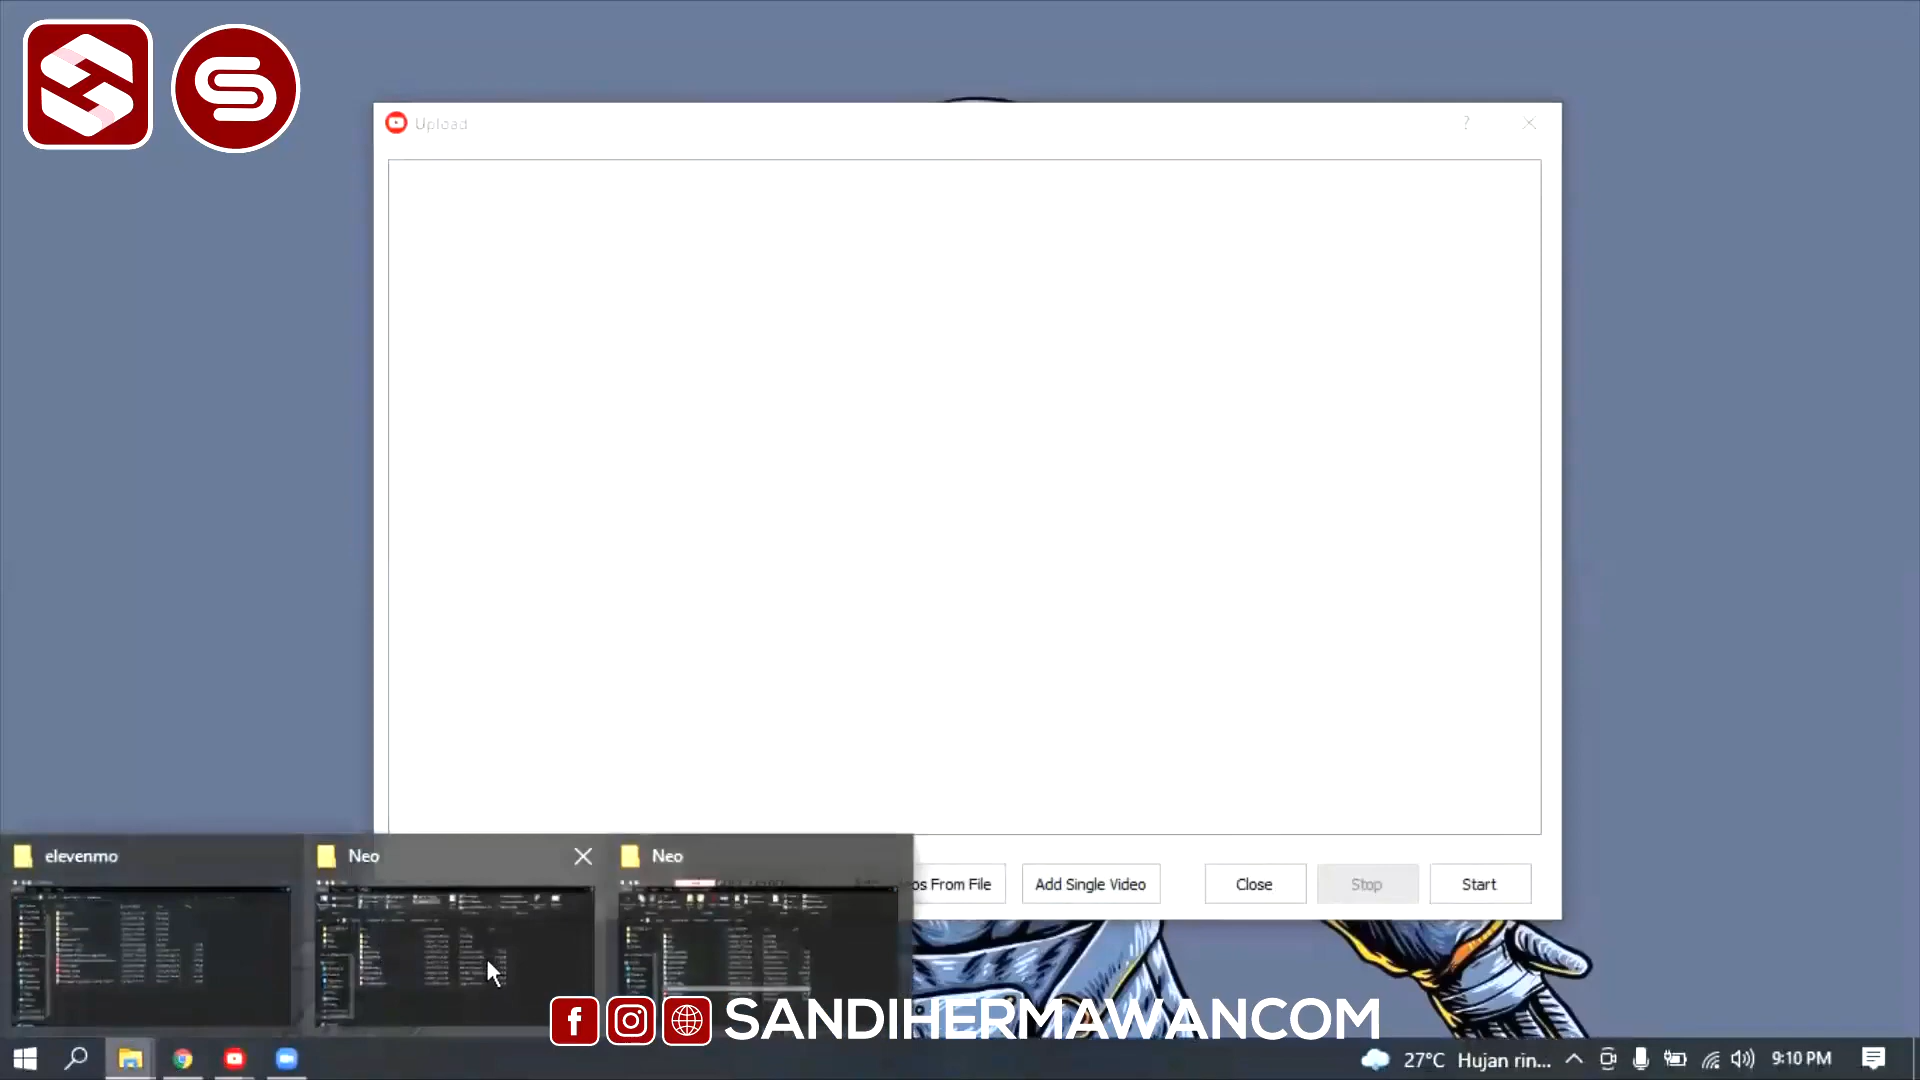 Upload
?
os From File
Add Single Video
Close
Stop
Start
elevenmo
Neo
Neo
SANDIHERMAWANCOM
27°C Hujan rin...
9:10 PM